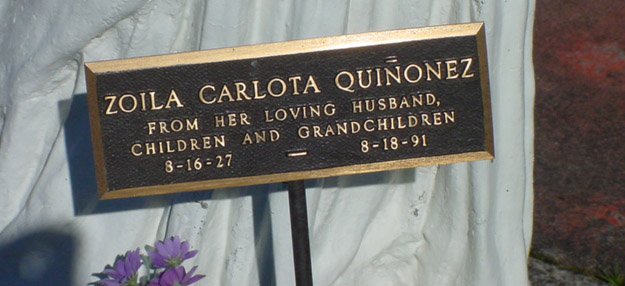 ZOILA CARLOTA QUIÑONEZ
FROM HER LOVING HUSBAND,
CHILDREN AND GRANDCHILDREN
8-16-27 — 8-18-91